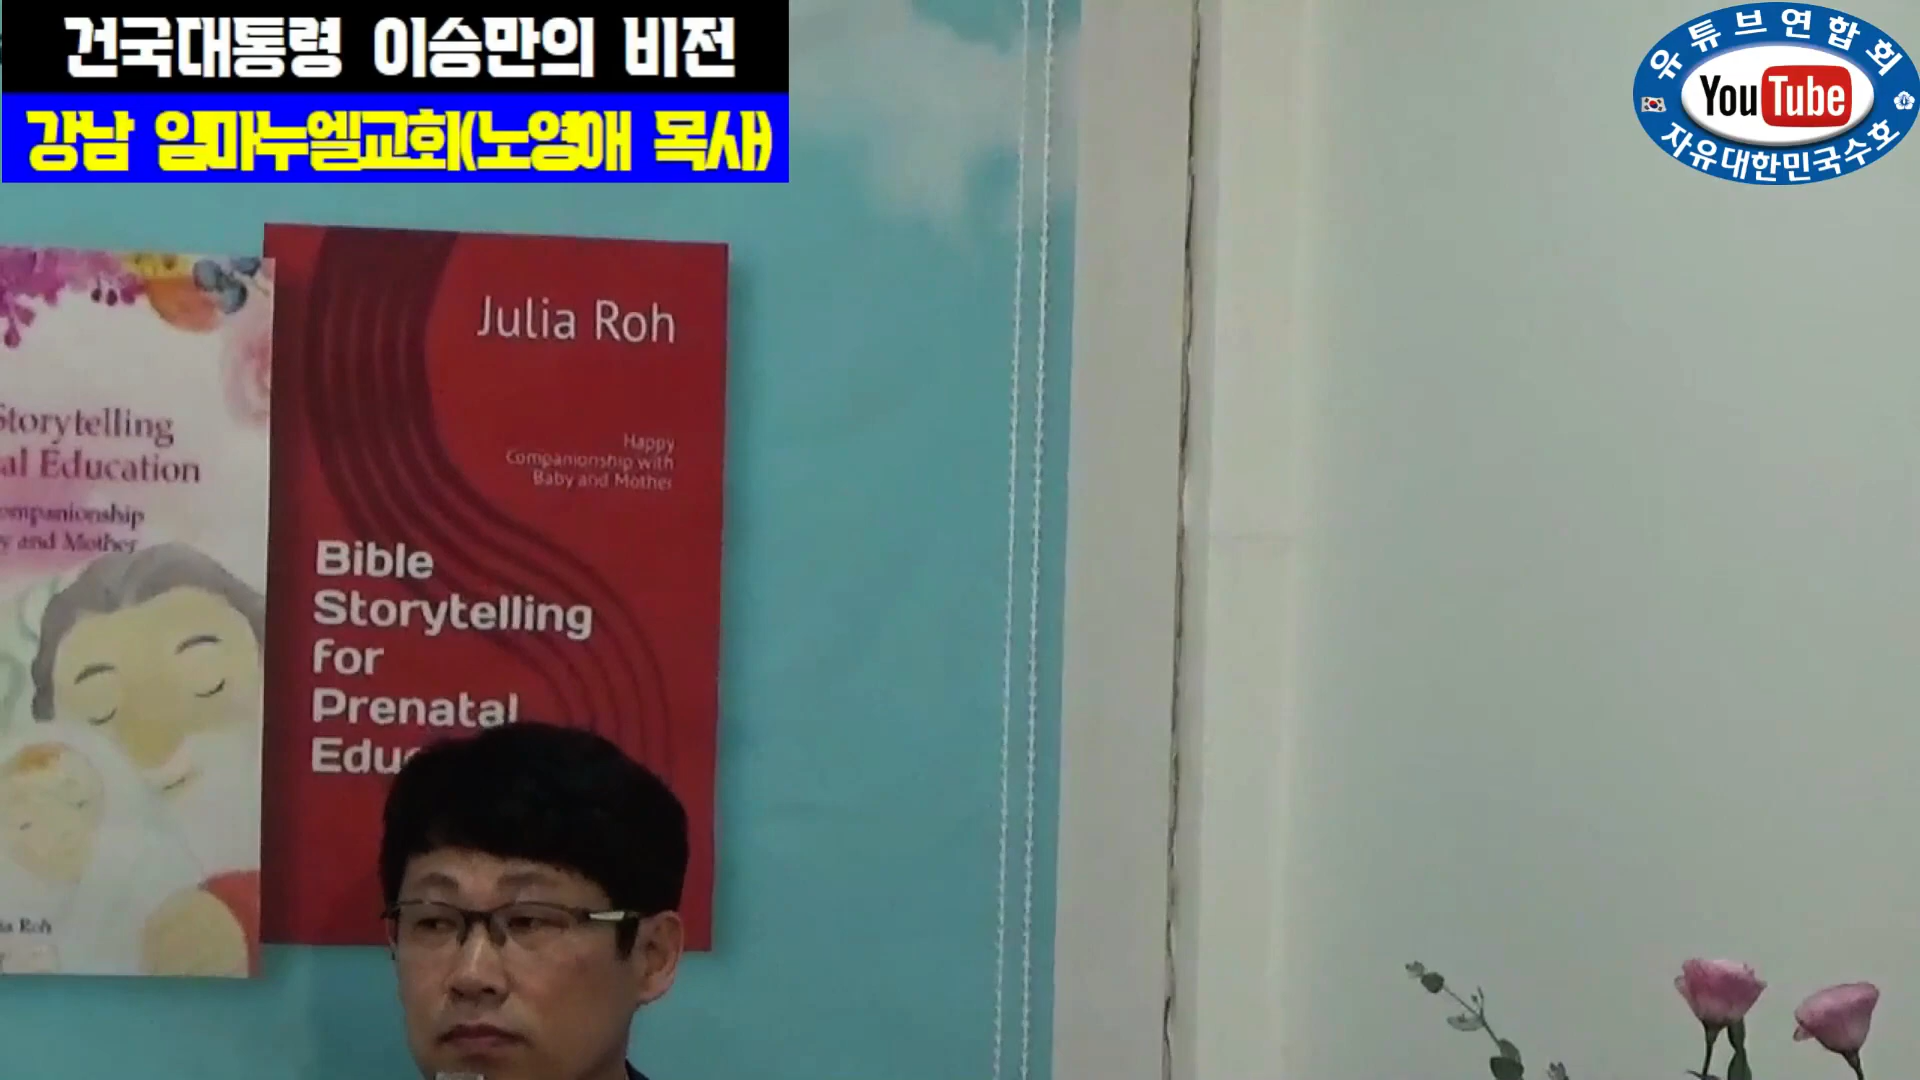 건국대통령 이승만의 비전
강남 임마누엘교회(노영애 목사)
유튜브연합회
YouTube
자유대한민국수호
Storytelling
al Education
ompanionship
y and Mother
ia Roh
Julia Roh
Happy
Companionship with
Baby and Mother
Bible
Storytelling
for
Prenatal
Educ